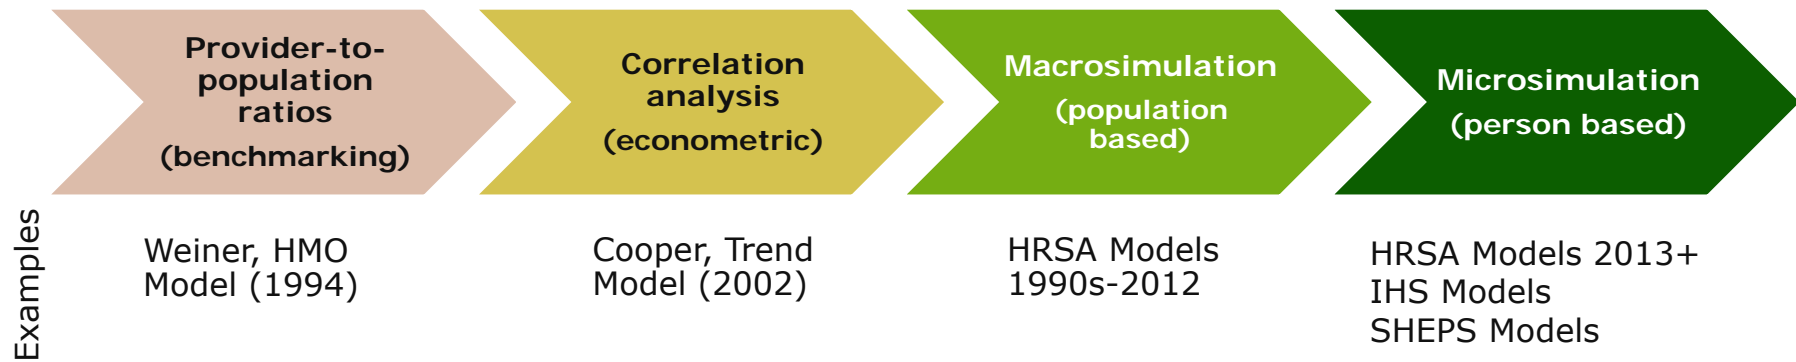 Provider-to-
population
ratios
(benchmarking)
Correlation
analysis
(econometric)
Macrosimulation
(population
based)
Microsimulation
(person based)
Examples
Weiner, HMO
Model (1994)
Cooper, Trend
Model (2002)
HRSA Models
1990s-2012
HRSA Models 2013+
IHS Models
SHEPS Models